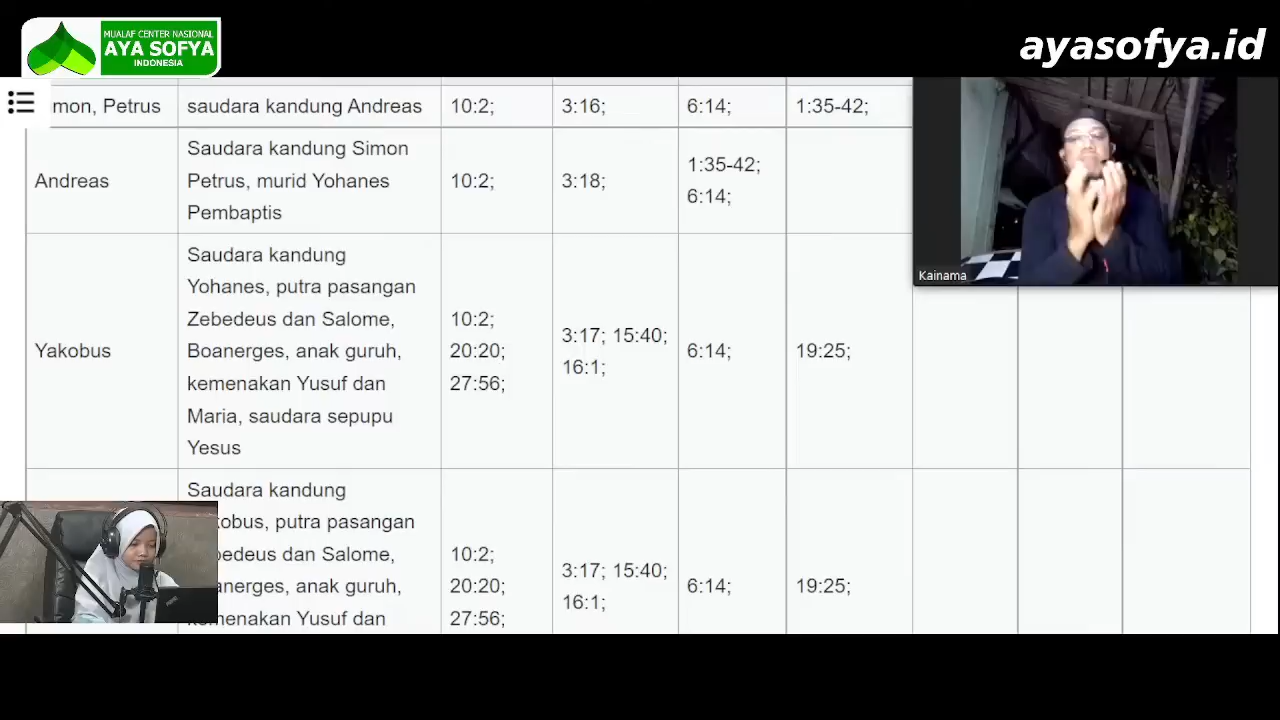 MUALAF CENTER NASIONAL
AYA SOFYA
INDONESIA
ayasofya.id
mon, Petrus
saudara kandung Andreas
10:2;
3:16;
6:14;
1:35-42;
Andreas
Saudara kandung Simon
Petrus, murid Yohanes
Pembaptis
10:2;
3:18;
1:35-42;
6:14;
Yakobus
Saudara kandung
Yohanes, putra pasangan
Zebedeus dan Salome,
Boanerges, anak guruh,
kemenakan Yusuf dan
Maria, saudara sepupu
Yesus
10:2;
20:20;
27:56;
3:17; 15:40;
16:1;
6:14;
19:25;
Kainama
Saudara kandung
kobus, putra pasangan
bedeus dan Salome,
anerges, anak guruh,
kemenakan Yusuf dan
10:2;
20:20;
27:56;
3:17; 15:40;
16:1;
6:14;
19:25;